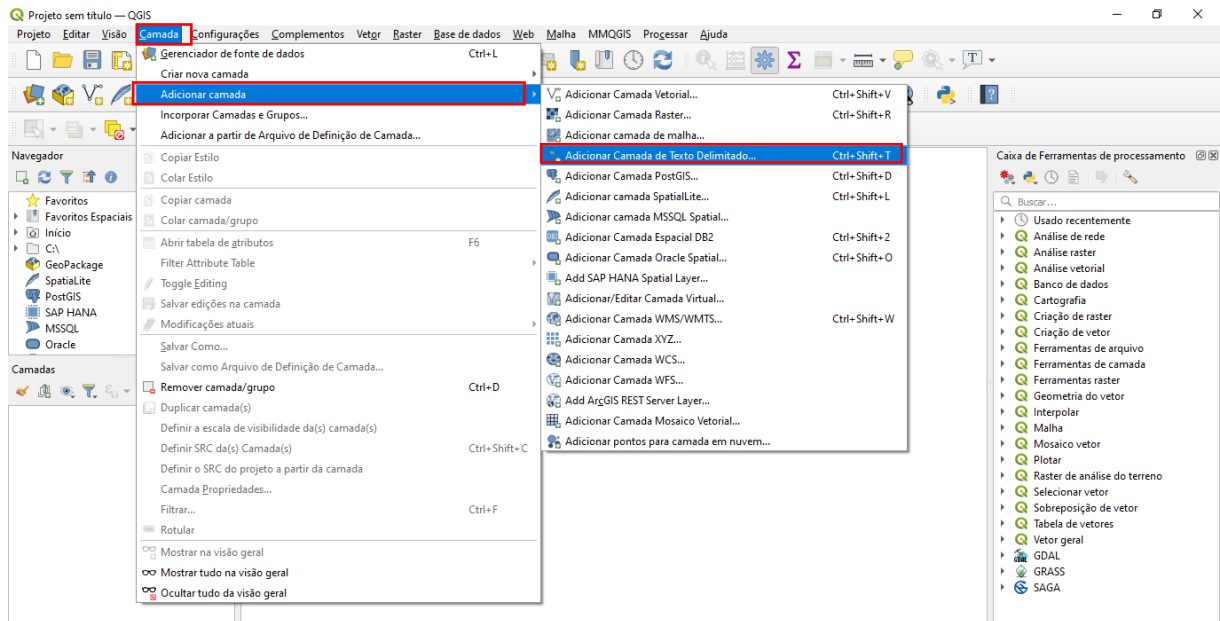 Projeto sem título — QGIS
Projeto Editar Visão Camada Configurações Complementos Vetor Raster Base de dados Web Malha MMQGIS Processar Ajuda
Gerenciador de fonte de dados Ctrl+L
Criar nova camada
Adicionar camada
Incorporar Camadas e Grupos...
Adicionar a partir de Arquivo de Definição de Camada...
Copiar Estilo
Colar Estilo
Copiar camada
Colar camada/grupo
Abrir tabela de atributos F6
Filter Attribute Table
Toggle Editing
Salvar edições na camada
Modificações atuais
Salvar Como...
Salvar como Arquivo de Definição de Camada...
Remover camada/grupo Ctrl+D
Duplicar camada(s)
Definir a escala de visibilidade da(s) camada(s)
Definir SRC da(s) Camada(s) Ctrl+Shift+C
Definir o SRC do projeto a partir da camada
Camada Propriedades...
Filtrar... Ctrl+F
Rotular
Mostrar na visão geral
Mostrar tudo na visão geral
Ocultar tudo da visão geral
Adicionar Camada Vetorial... Ctrl+Shift+V
Adicionar Camada Raster... Ctrl+Shift+R
Adicionar camada de malha...
Adicionar Camada de Texto Delimitado... Ctrl+Shift+T
Adicionar Camada PostGIS... Ctrl+Shift+D
Adicionar camada SpatialLite... Ctrl+Shift+L
Adicionar camada MSSQL Spatial...
Adicionar Camada Espacial DB2 Ctrl+Shift+2
Adicionar Camada Oracle Spatial... Ctrl+Shift+O
Add SAP HANA Spatial Layer...
Adicionar/Editar Camada Virtual...
Adicionar Camada WMS/WMTS... Ctrl+Shift+W
Adicionar Camada XYZ...
Adicionar Camada WCS...
Adicionar Camada WFS...
Add ArcGIS REST Server Layer...
Adicionar Camada Mosaico Vetorial...
Adicionar pontos para camada em nuvem...
Navegador
Favoritos
Favoritos Espaciais
Início
C:\
GeoPackage
SpatiaLite
PostGIS
SAP HANA
MSSQL
Oracle
Camadas
Caixa de Ferramentas de processamento
Buscar...
Usado recentemente
Análise de rede
Análise raster
Análise vetorial
Banco de dados
Cartografia
Criação de raster
Criação de vetor
Ferramentas de arquivo
Ferramentas de camada
Ferramentas raster
Geometria do vetor
Interpolar
Malha
Mosaico vetor
Plotar
Raster de análise do terreno
Selecionar vetor
Sobreposição de vetor
Tabela de vetores
Vetor geral
GDAL
GRASS
SAGA